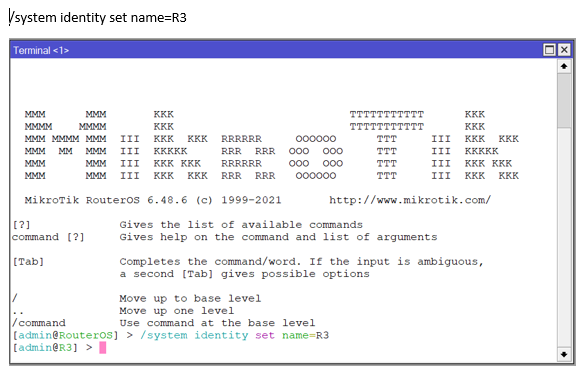 /system identity set name=R3
Terminal <1>
MMM      MMM       KKK                          TTTTTTTTTTT      KKK
MMMM    MMMM       KKK                          TTTTTTTTTTT      KKK
MMM MMMM MMM  III  KKK  KKK  RRRRRR     OOOOOO      TTT     III  KKK  KKK
MMM  MM  MMM  III  KKKKK     RRR  RRR  OOO  OOO     TTT     III  KKKKK
MMM      MMM  III  KKK KKK   RRRRRR    OOO  OOO     TTT     III  KKK KKK
MMM      MMM  III  KKK  KKK  RRR  RRR   OOOOOO      TTT     III  KKK  KKK
MikroTik RouterOS 6.48.6 (c) 1999-2021       http://www.mikrotik.com/
[?]             Gives the list of available commands
command [?]     Gives help on the command and list of arguments
[Tab]           Completes the command/word. If the input is ambiguous,
a second [Tab] gives possible options
/               Move up to base level
..              Move up one level
/command        Use command at the base level
[admin@RouterOS] > /system identity set name=R3
[admin@R3] >